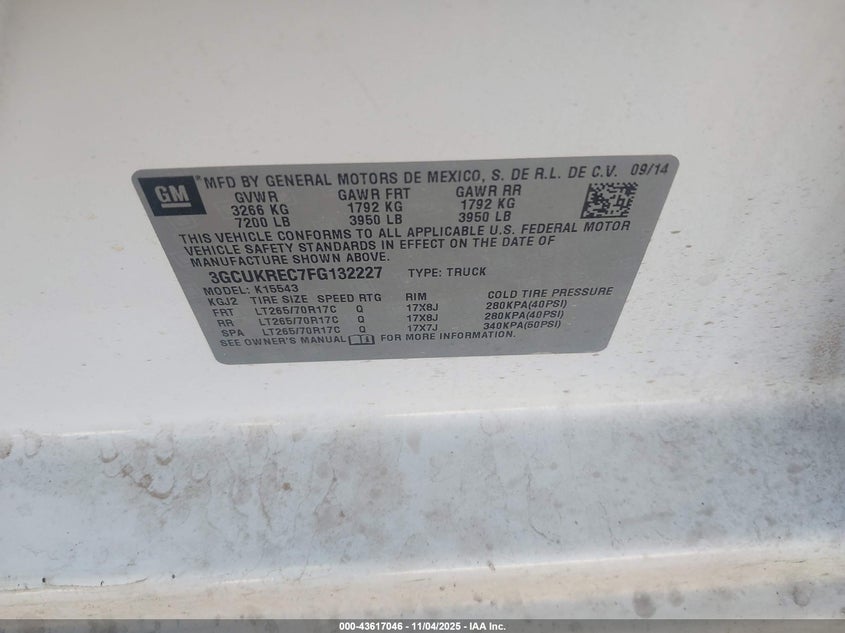 GM
*MFD BY GENERAL MOTORS DE MEXICO, S. DE R.L. DE C.V. 09/14
GVWR GAWR FRT GAWR RR
3266 KG 1792 KG 1792 KG
7200 LB 3950 LB 3950 LB
THIS VEHICLE CONFORMS TO ALL APPLICABLE U.S. FEDERAL MOTOR
VEHICLE SAFETY STANDARDS IN EFFECT ON THE DATE OF
MANUFACTURE SHOWN ABOVE.
3GCUKREC7FG132227 TYPE: TRUCK
MODEL: K15543
KGJ2 TIRE SIZE SPEED RTG RIM COLD TIRE PRESSURE
FRT LT265/70R17C Q 17X8J 280KPA(40PSI)
RR LT265/70R17C Q 17X8J 280KPA(40PSI)
SPA LT265/70R17C Q 17X7J 340KPA(50PSI)
SEE OWNER'S MANUAL FOR MORE INFORMATION.
000-43617046 - 11/04/2025 - IAA Inc.